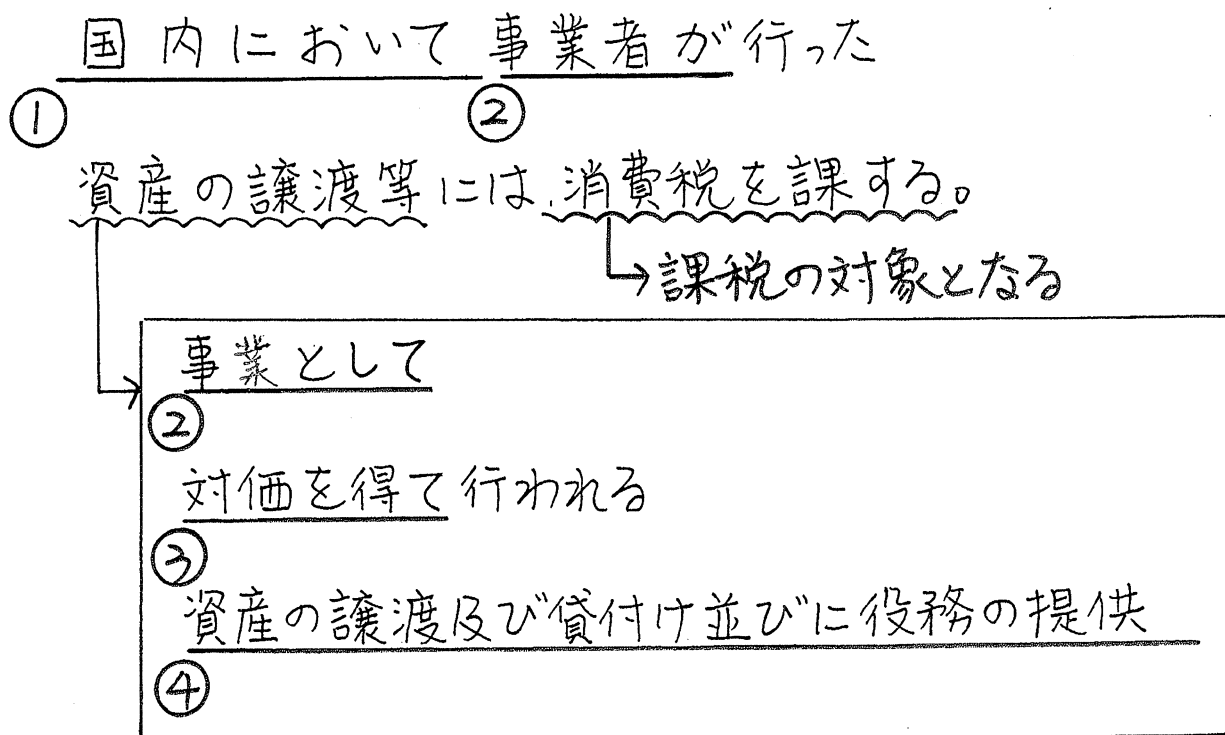 国内において事業者が行った
① ②
資産の譲渡等には、消費税を課する。
→課税の対象となる
事業として
②
対価を得て行われる
③
資産の譲渡及び貸付け並びに役務の提供
④